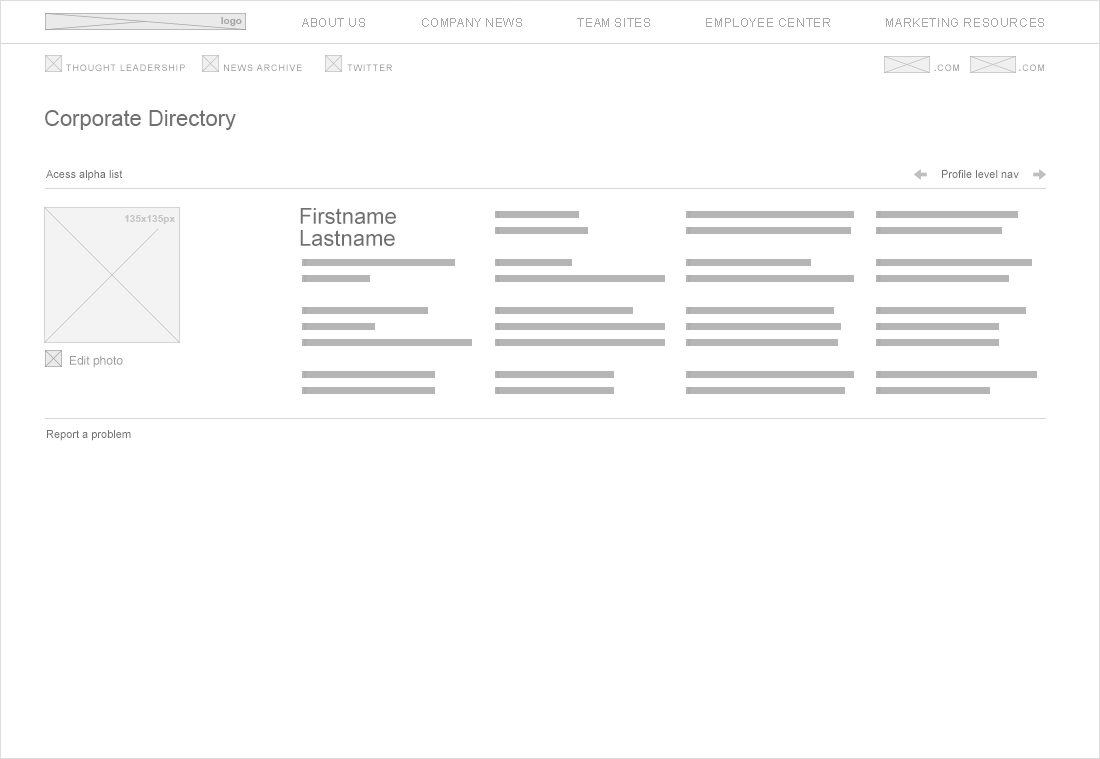 logo
ABOUT US
COMPANY NEWS
TEAM SITES
EMPLOYEE CENTER
MARKETING RESOURCES
THOUGHT LEADERSHIP
NEWS ARCHIVE
TWITTER
.COM
.COM
Corporate Directory
Acess alpha list
Profile level nav
135x135px
Firstname
Lastname
Edit photo
Report a problem